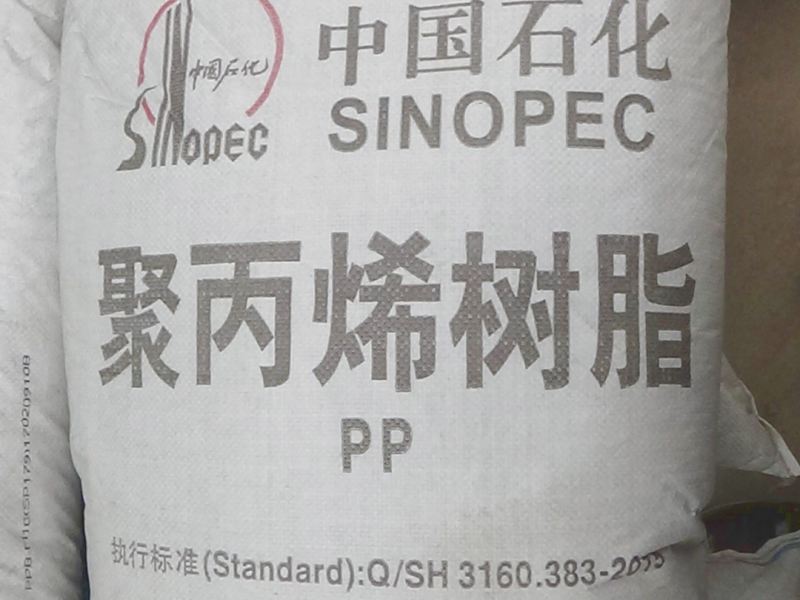 中国石化
SINOPEC
中国石化
SINOPEC
聚丙烯树脂
PP
执行标准(Standard):Q/SH 3160.383-